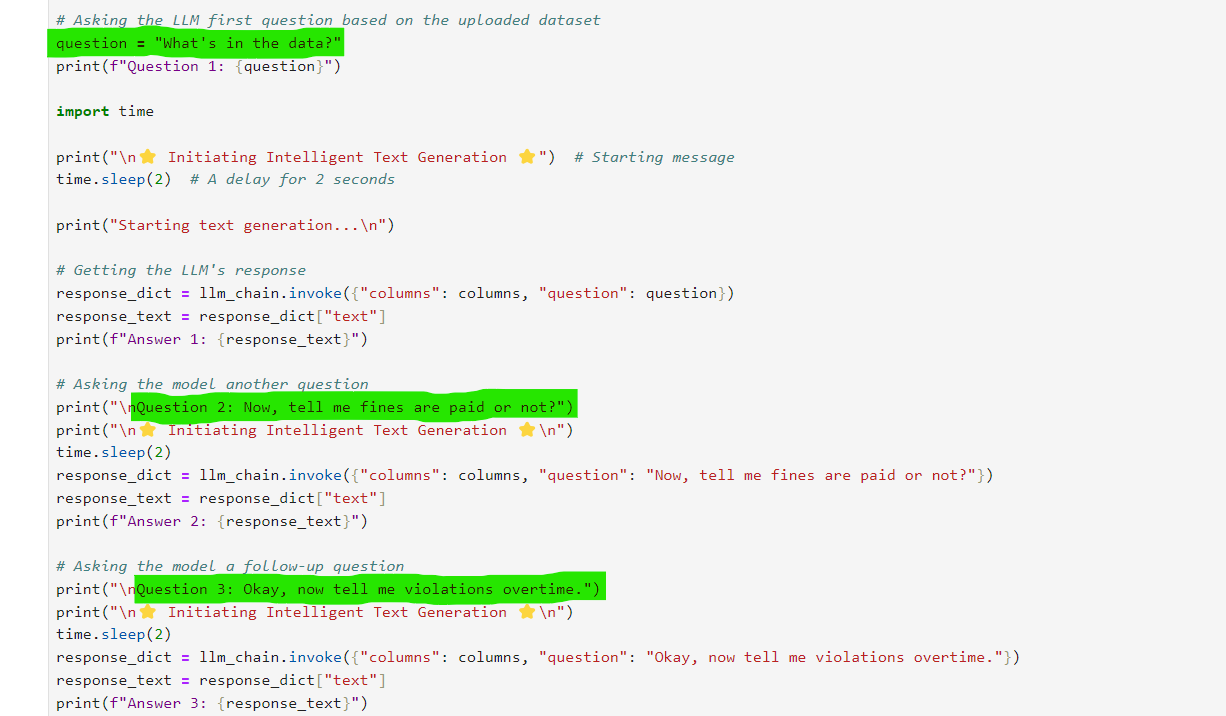 # Asking the LLM first question based on the uploaded dataset
question = "What's in the data?"
print(f"Question 1: {question}")
import time
print("\n⭐ Initiating Intelligent Text Generation ⭐")  # Starting message
time.sleep(2)  # A delay for 2 seconds
print("Starting text generation...\n")
# Getting the LLM's response
response_dict = llm_chain.invoke({"columns": columns, "question": question})
response_text = response_dict["text"]
print(f"Answer 1: {response_text}")
# Asking the model another question
print("\nQuestion 2: Now, tell me fines are paid or not?")
print("\n⭐ Initiating Intelligent Text Generation ⭐\n")
time.sleep(2)
response_dict = llm_chain.invoke({"columns": columns, "question": "Now, tell me fines are paid or not?"})
response_text = response_dict["text"]
print(f"Answer 2: {response_text}")
# Asking the model a follow-up question
print("\nQuestion 3: Okay, now tell me violations overtime.")
print("\n⭐ Initiating Intelligent Text Generation ⭐\n")
time.sleep(2)
response_dict = llm_chain.invoke({"columns": columns, "question": "Okay, now tell me violations overtime."})
response_text = response_dict["text"]
print(f"Answer 3: {response_text}")